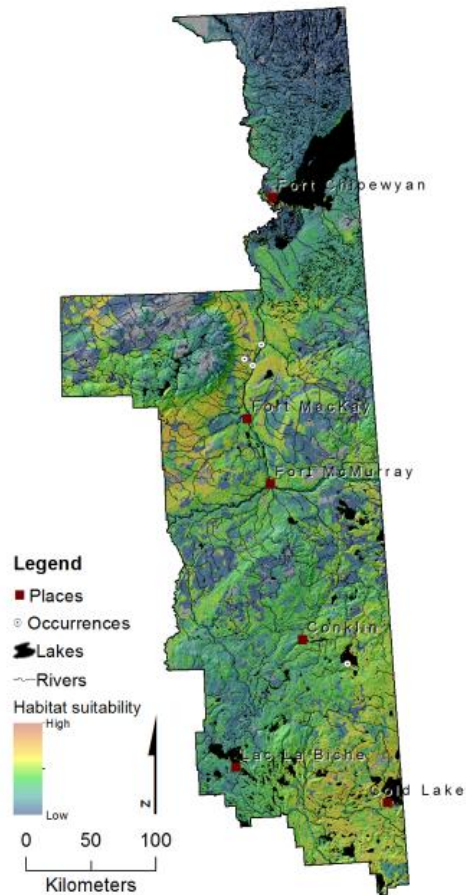 Fort Chipewyan
Fort MacKay
Fort McMurray
Conklin
Lac La Biche
Cold Lake
Legend
Places
Occurrences
Lakes
Rivers
Habitat suitability
High
Low
N
0 50 100
Kilometers